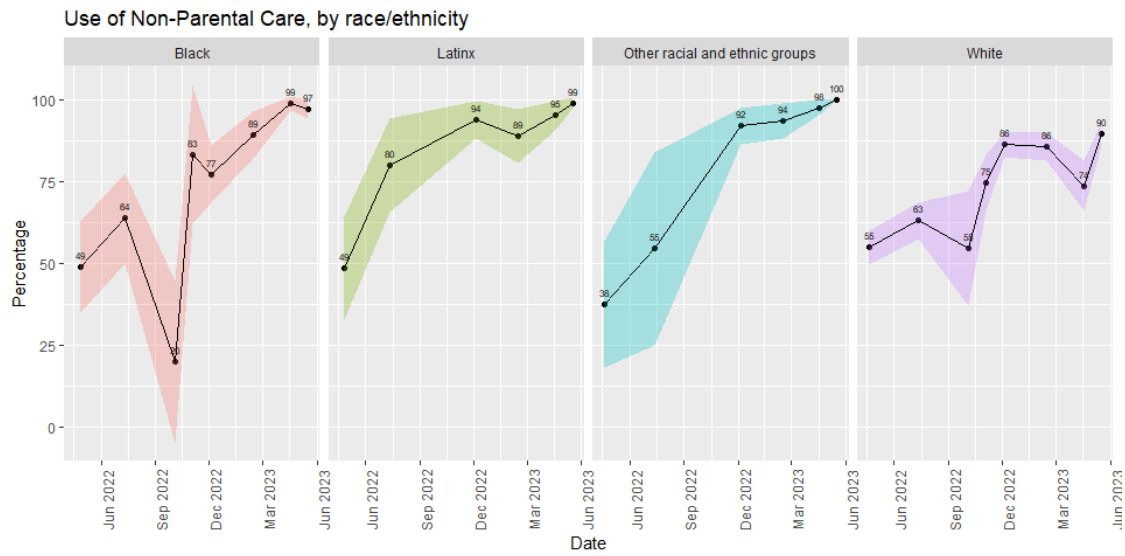 Use of Non-Parental Care, by race/ethnicity
Black
Latinx
Other racial and ethnic groups
White
Percentage
100
75
50
25
0
49
64
20
83
77
89
99
97
49
80
94
89
95
99
38
55
92
94
98
100
55
63
55
75
86
86
74
90
Jun 2022
Sep 2022
Dec 2022
Mar 2023
Jun 2023
Jun 2022
Sep 2022
Dec 2022
Mar 2023
Jun 2023
Jun 2022
Sep 2022
Dec 2022
Mar 2023
Jun 2023
Jun 2022
Sep 2022
Dec 2022
Mar 2023
Jun 2023
Date